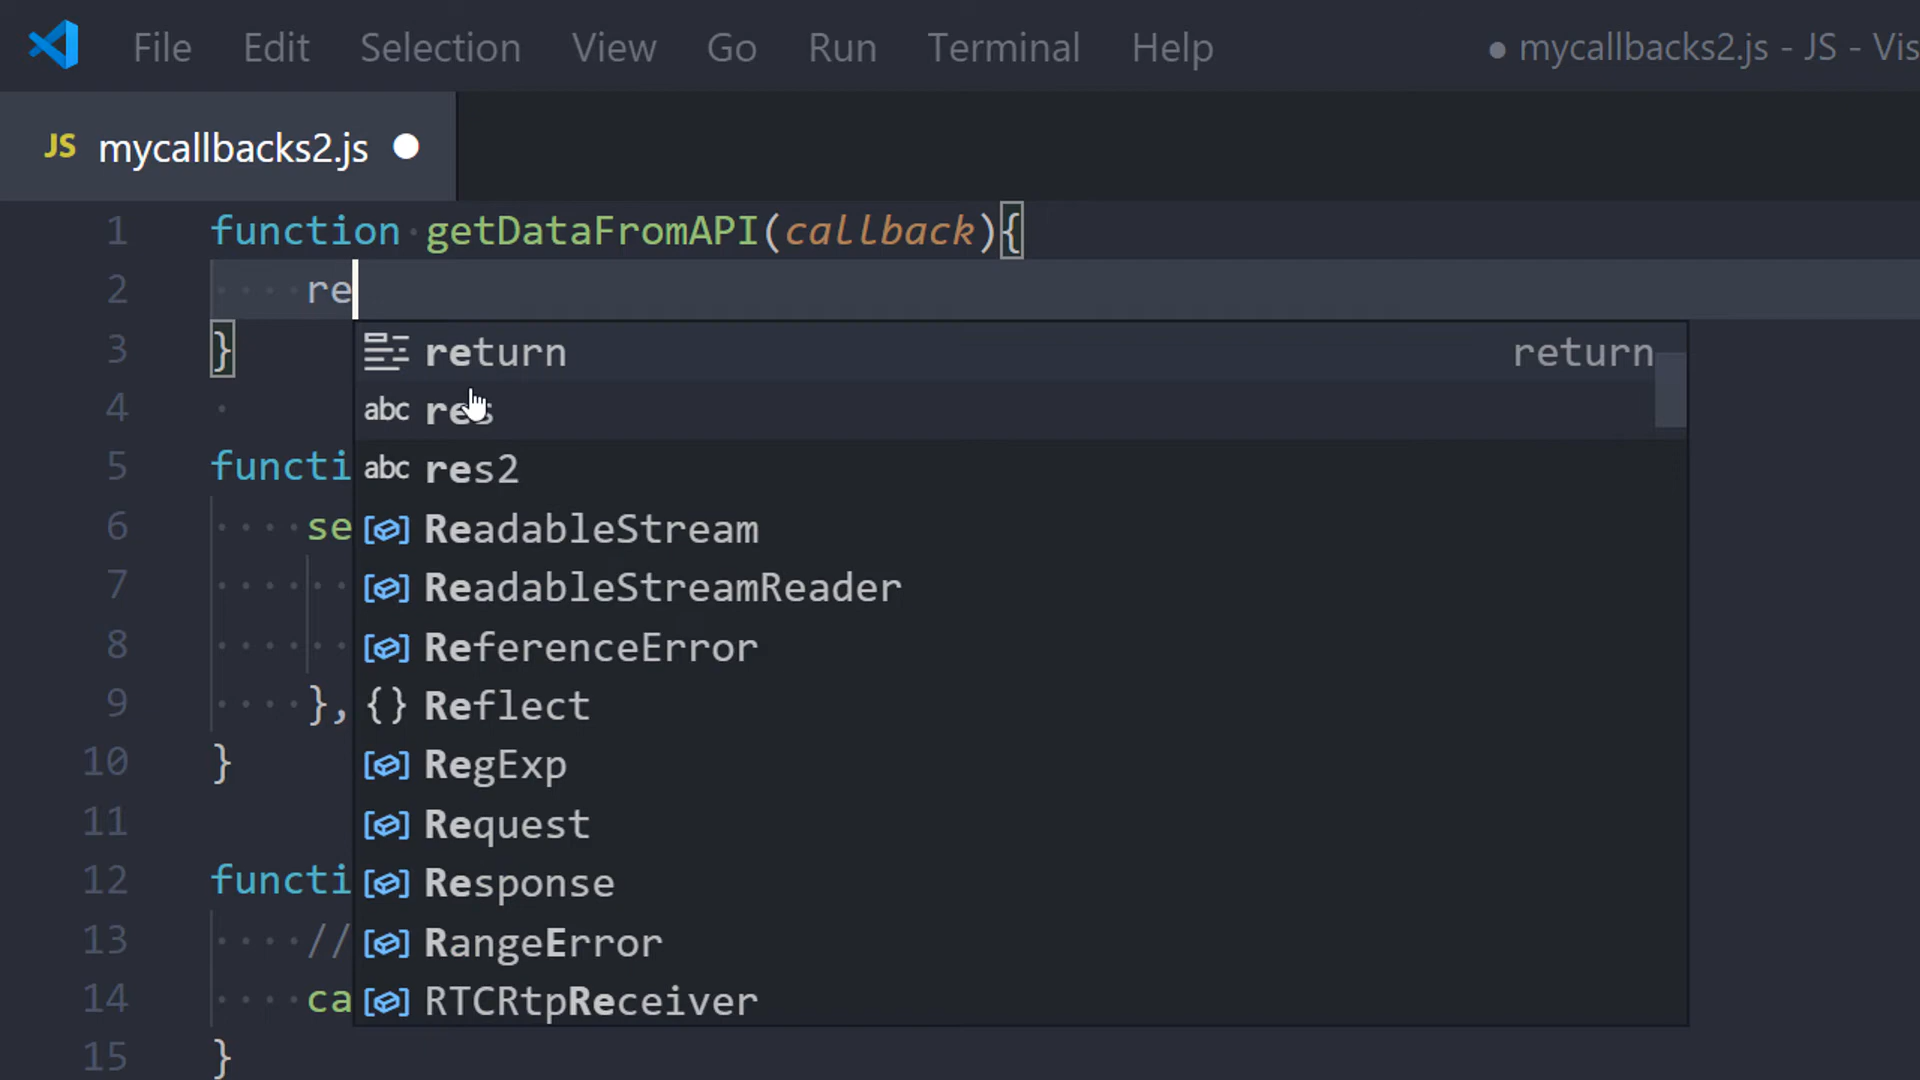 File Edit Selection View Go Run Terminal Help ● mycallbacks2.js - JS - Vis
JS mycallbacks2.js
1 function getDataFromAPI(callback){
2 re
3 }
return return
4
abc res
5 functi
abc res2
6 se
ReadableStream
7
ReadableStreamReader
8
ReferenceError
9 },
{} Reflect
10 }
RegExp
11
Request
12 functi
Response
13 //
RangeError
14 ca
RTCRtpReceiver
15 }